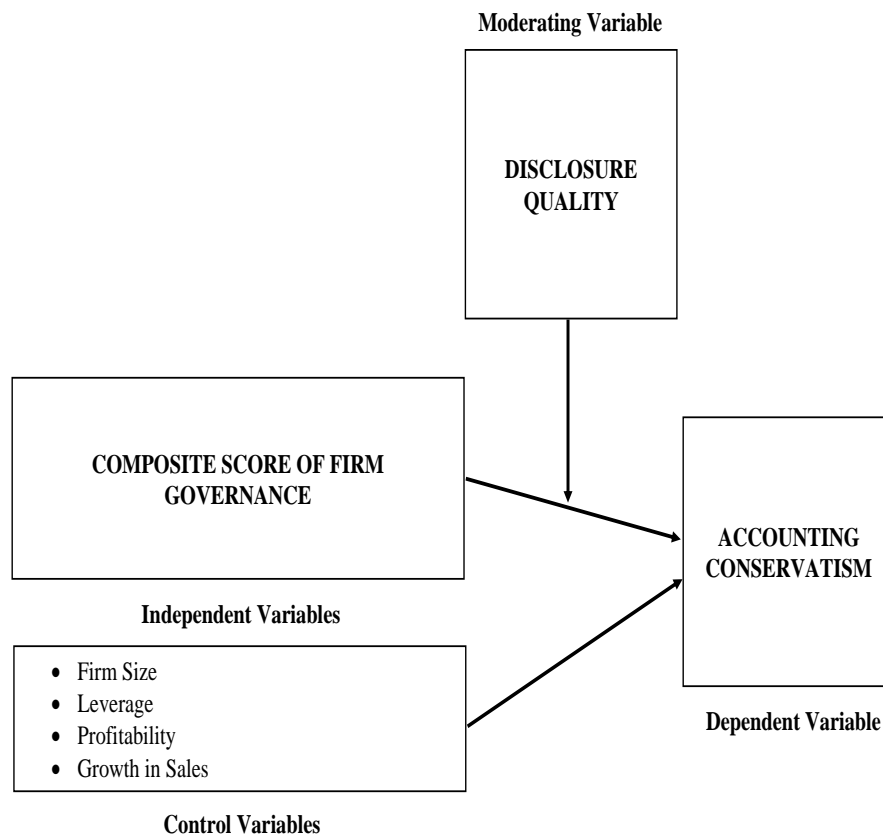 Moderating Variable
DISCLOSURE
QUALITY
COMPOSITE SCORE OF FIRM
GOVERNANCE
ACCOUNTING
CONSERVATISM
Independent Variables
• Firm Size
• Leverage
• Profitability
• Growth in Sales
Dependent Variable
Control Variables